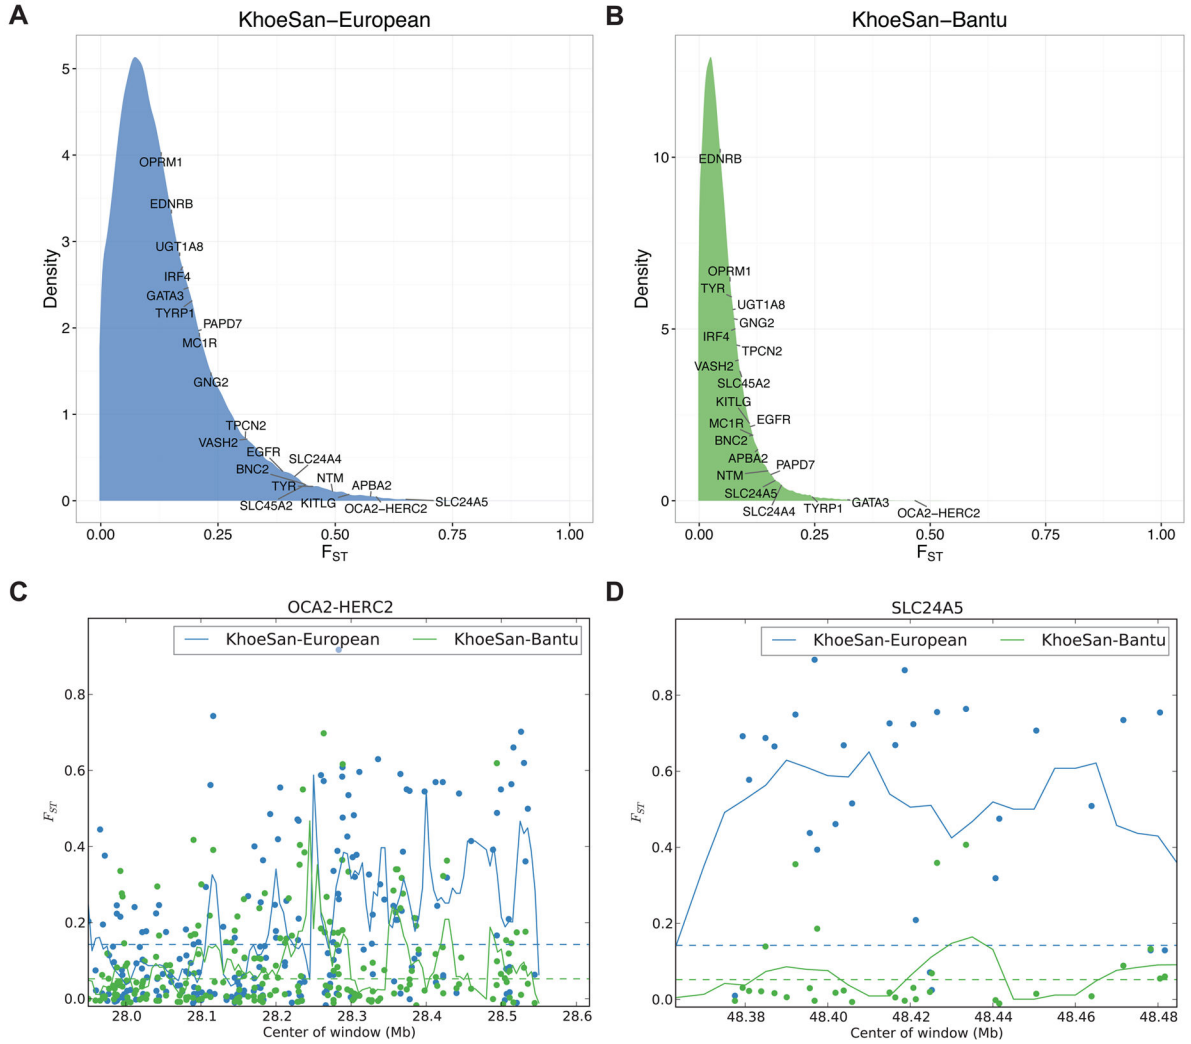 A
KhoeSan−European
B
KhoeSan−Bantu
Density
5
4
3
2
1
0
OPRM1
EDNRB
UGT1A8
IRF4
GATA3
TYRP1
PAPD7
MC1R
GNG2
TPCN2
VASH2
EGFR
SLC24A4
BNC2
TYR
NTM
APBA2
SLC45A2
KITLG
OCA2−HERC2
SLC24A5
0.00
0.25
0.50
0.75
1.00
FST
Density
10
5
0
EDNRB
OPRM1
TYR
UGT1A8
GNG2
IRF4
TPCN2
VASH2
SLC45A2
KITLG
EGFR
MC1R
BNC2
APBA2
PAPD7
NTM
SLC24A5
SLC24A4
TYRP1
GATA3
OCA2−HERC2
0.00
0.25
0.50
0.75
1.00
FST
C
OCA2-HERC2
KhoeSan-European
KhoeSan-Bantu
FST
0.8
0.6
0.4
0.2
0.0
28.0
28.1
28.2
28.3
28.4
28.5
28.6
Center of window (Mb)
D
SLC24A5
KhoeSan-European
KhoeSan-Bantu
FST
0.8
0.6
0.4
0.2
0.0
48.38
48.40
48.42
48.44
48.46
48.48
Center of window (Mb)